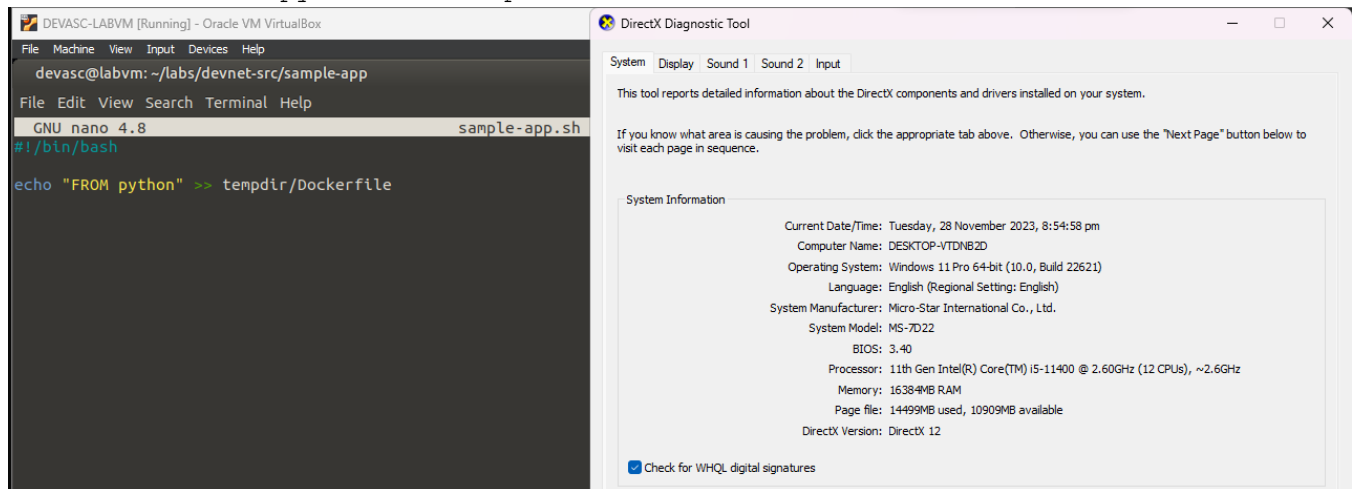 DEVASC-LABVM [Running] - Oracle VM VirtualBox
File Machine View Input Devices Help
devasc@labvm: ~/labs/devnet-src/sample-app
File Edit View Search Terminal Help
GNU nano 4.8 sample-app.sh
#!/bin/bash
echo "FROM python" >> tempdir/Dockerfile
DirectX Diagnostic Tool
System Display Sound 1 Sound 2 Input
This tool reports detailed information about the DirectX components and drivers installed on your system.
If you know what area is causing the problem, click the appropriate tab above. Otherwise, you can use the "Next Page" button below to
visit each page in sequence.
System Information
Current Date/Time: Tuesday, 28 November 2023, 8:54:58 pm
Computer Name: DESKTOP-VTDNB2D
Operating System: Windows 11 Pro 64-bit (10.0, Build 22621)
Language: English (Regional Setting: English)
System Manufacturer: Micro-Star International Co., Ltd.
System Model: MS-7D22
BIOS: 3.40
Processor: 11th Gen Intel(R) Core(TM) i5-11400 @ 2.60GHz (12 CPUs), ~2.6GHz
Memory: 16384MB RAM
Page file: 14499MB used, 10909MB available
DirectX Version: DirectX 12
Check for WHQL digital signatures